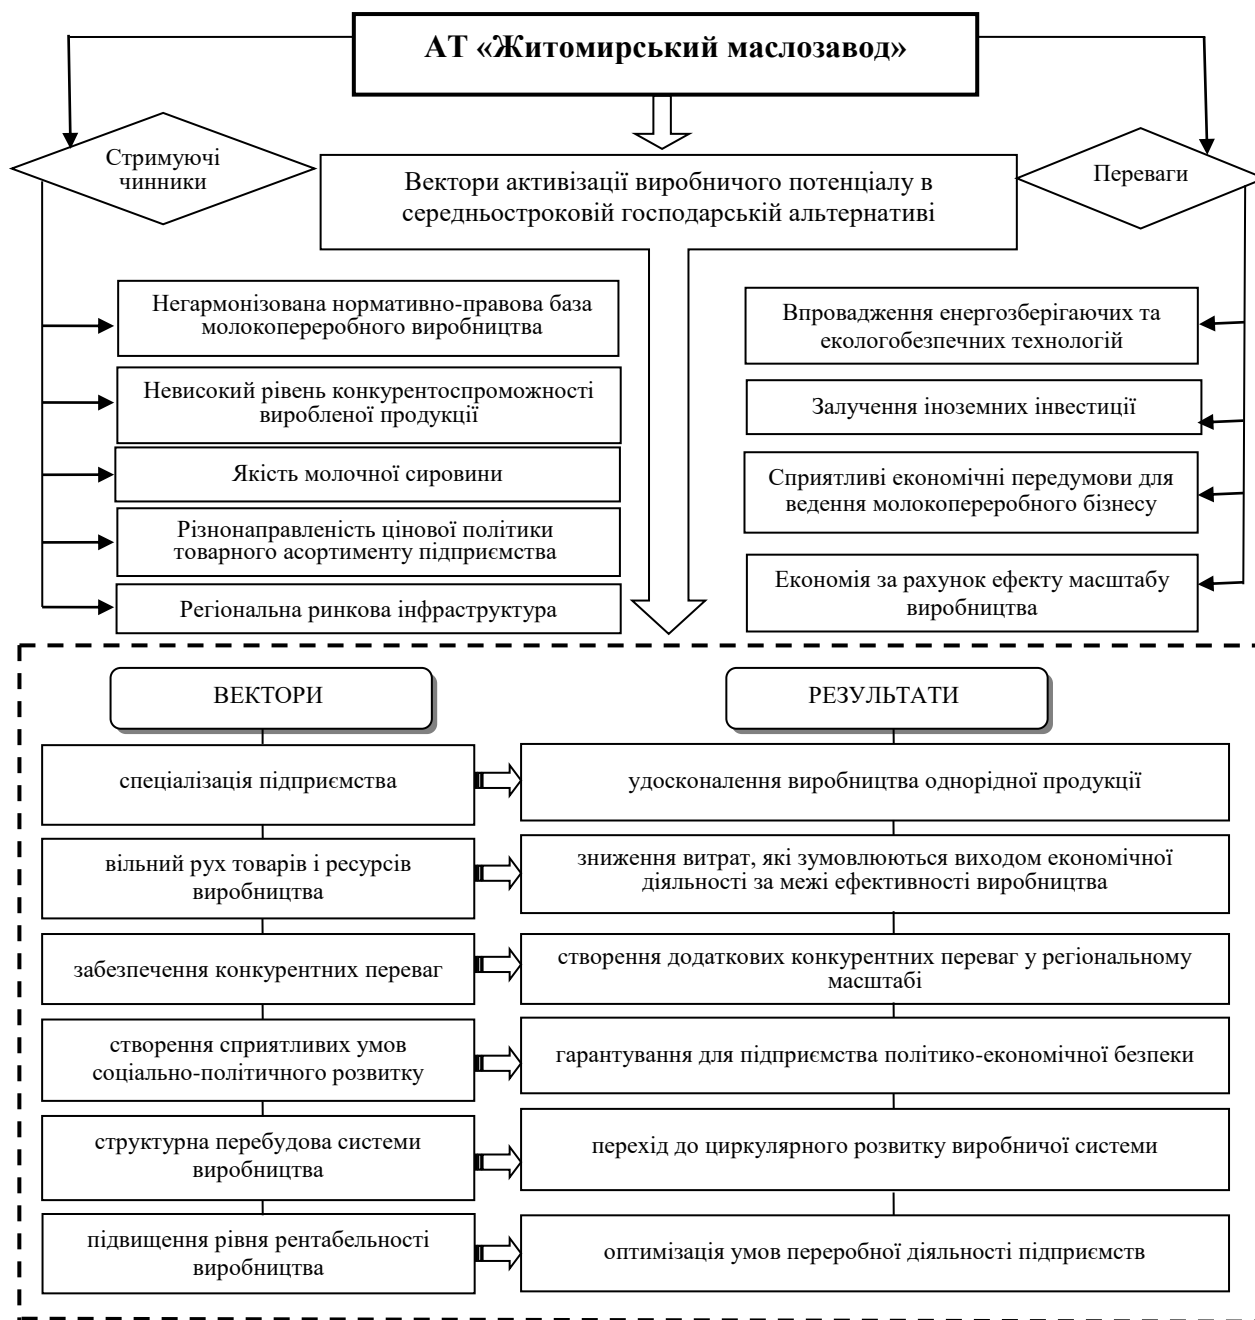 АТ «Житомирський маслозавод»
Стримуючі
чинники
Вектори активізації виробничого потенціалу в
середньостроковій господарській альтернативі
Переваги
Негармонізована нормативно-правова база
молокопереробного виробництва
Невисокий рівень конкурентоспроможності
виробленої продукції
Якість молочної сировини
Різнонаправленість цінової політики
товарного асортименту підприємства
Регіональна ринкова інфраструктура
Впровадження енергозберігаючих та
екологобезпечних технологій
Залучення іноземних інвестиції
Сприятливі економічні передумови для
ведення молокопереробного бізнесу
Економія за рахунок ефекту масштабу
виробництва
ВЕКТОРИ
РЕЗУЛЬТАТИ
спеціалізація підприємства
удосконалення виробництва однорідної продукції
вільний рух товарів і ресурсів
виробництва
зниження витрат, які зумовлюються виходом економічної
діяльності за межі ефективності виробництва
забезпечення конкурентних переваг
створення додаткових конкурентних переваг у регіональному
масштабі
створення сприятливих умов
соціально-політичного розвитку
гарантування для підприємства політико-економічної безпеки
структурна перебудова системи
виробництва
перехід до циркулярного розвитку виробничої системи
підвищення рівня рентабельності
виробництва
оптимізація умов переробної діяльності підприємств